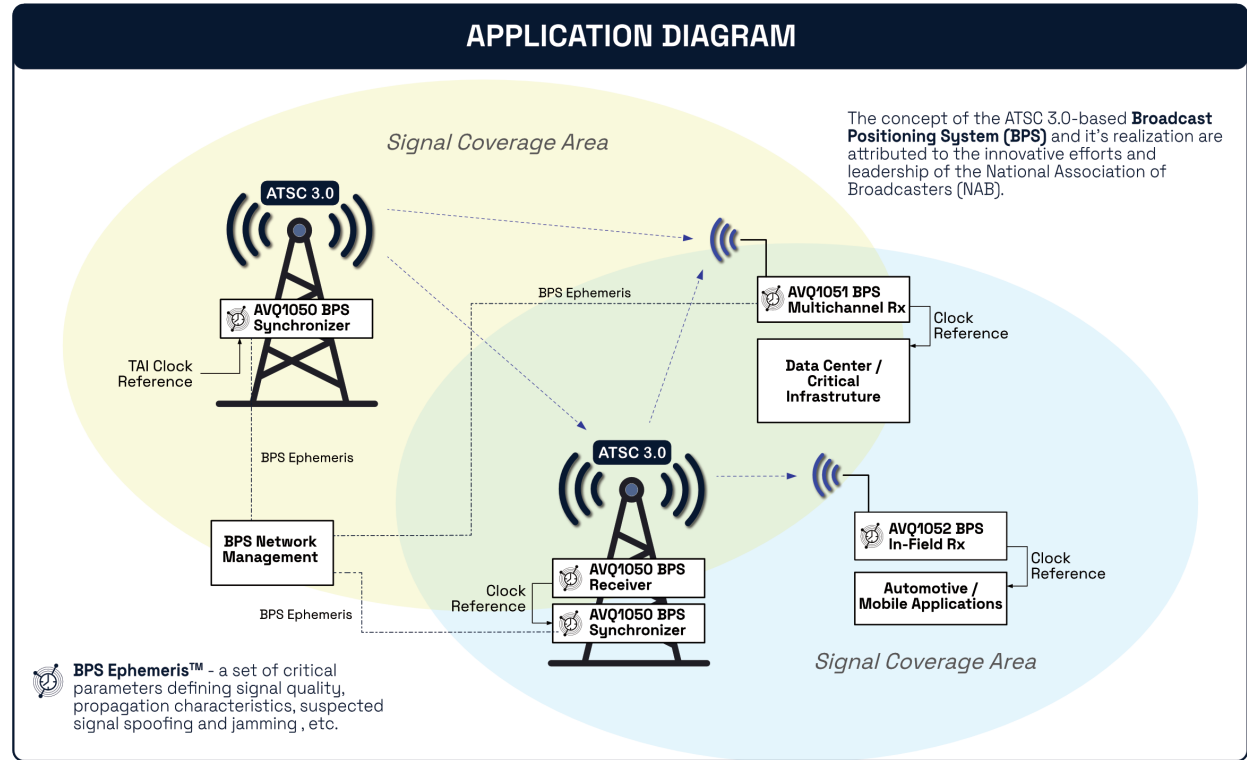 APPLICATION DIAGRAM
Signal Coverage Area
The concept of the ATSC 3.0-based Broadcast
Positioning System (BPS) and it's realization are
attributed to the innovative efforts and
leadership of the National Association of
Broadcasters (NAB).
ATSC 3.0
AVQ1050 BPS
Synchronizer
TAI Clock
Reference
BPS Ephemeris
AVQ1051 BPS
Multichannel Rx
Clock
Reference
Data Center /
Critical
Infrastruture
BPS Ephemeris
BPS Network
Management
BPS Ephemeris
ATSC 3.0
AVQ1050 BPS
Receiver
Clock
Reference
AVQ1050 BPS
Synchronizer
AVQ1052 BPS
In-Field Rx
Clock
Reference
Automotive /
Mobile Applications
Signal Coverage Area
BPS Ephemeris™ - a set of critical
parameters defining signal quality,
propagation characteristics, suspected
signal spoofing and jamming , etc.